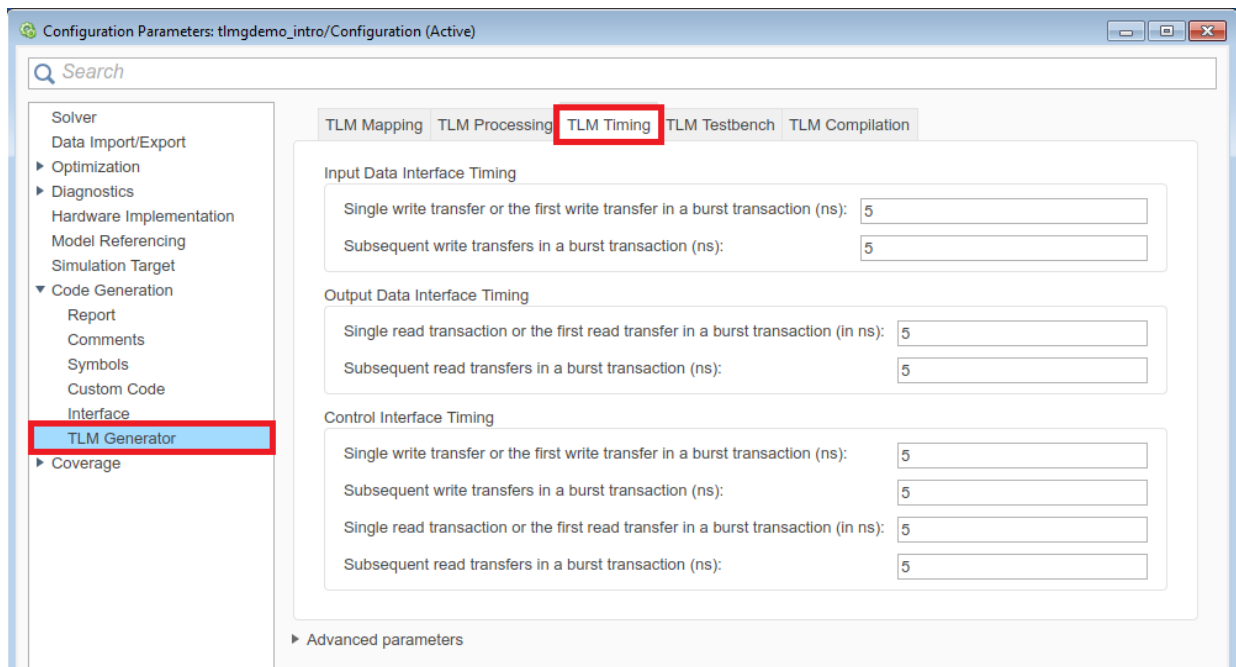 Configuration Parameters: tlmgdemo_intro/Configuration (Active)
Search
Solver
Data Import/Export
Optimization
Diagnostics
Hardware Implementation
Model Referencing
Simulation Target
Code Generation
Report
Comments
Symbols
Custom Code
Interface
TLM Generator
Coverage
TLM Mapping TLM Processing TLM Timing TLM Testbench TLM Compilation
Input Data Interface Timing
Single write transfer or the first write transfer in a burst transaction (ns): 5
Subsequent write transfers in a burst transaction (ns): 5
Output Data Interface Timing
Single read transaction or the first read transfer in a burst transaction (in ns): 5
Subsequent read transfers in a burst transaction (ns): 5
Control Interface Timing
Single write transfer or the first write transfer in a burst transaction (ns): 5
Subsequent write transfers in a burst transaction (ns): 5
Single read transaction or the first read transfer in a burst transaction (in ns): 5
Subsequent read transfers in a burst transaction (ns): 5
Advanced parameters